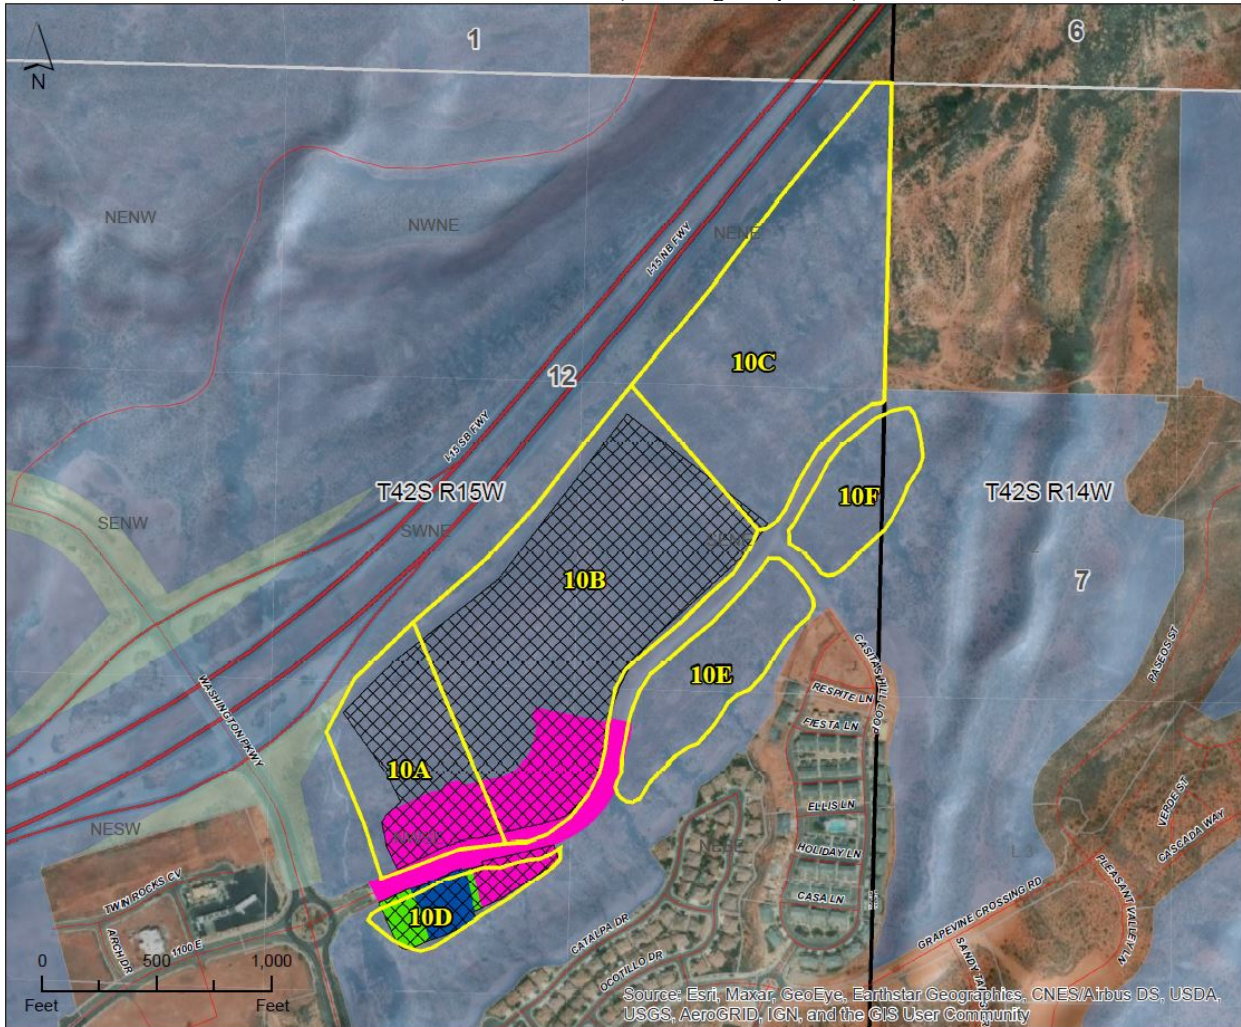 1
6
N
NENW
NWNE
NENE
I-15 NB FWY
10C
12
I-15 SB FWY
T42S R15W
T42S R14W
10F
SENW
SWNE
10B
7
PASEOS ST
10E
CASITAS HILL LOOP
RESPITE LN
FIESTA LN
WASHINGTON PKWY
10A
ELLIS LN
VERDE ST
NESW
HOLIDAY LN
CASCADA WAY
PLEASANT VALLEY LN
TWIN ROCKS CV
CASA LN
GRAPEVINE CROSSING RD
10D
ARCH DR
1100 E
CATALPA DR
OCOTILLO DR
0 500 1,000
Feet Feet
Source: Esri, Maxar, GeoEye, Earthstar Geographics, CNES/Airbus DS, USDA,
USGS, AeroGRID, IGN, and the GIS User Community